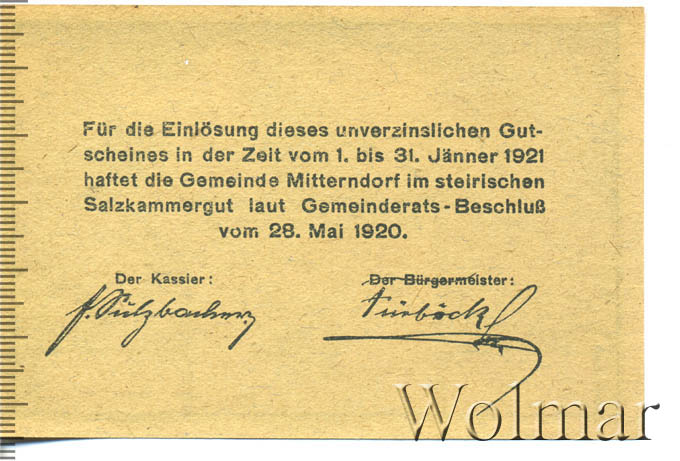 Für die Einlösung dieses unverzinslichen Gut-
scheines in der Zeit vom 1. bis 31. Jänner 1921
haftet die Gemeinde Mitterndorf im steirischen
Salzkammergut laut Gemeinderats-Beschluß
vom 28. Mai 1920.
Der Kassier: Der Bürgermeister:
F. Sulzbacher
Wolmar